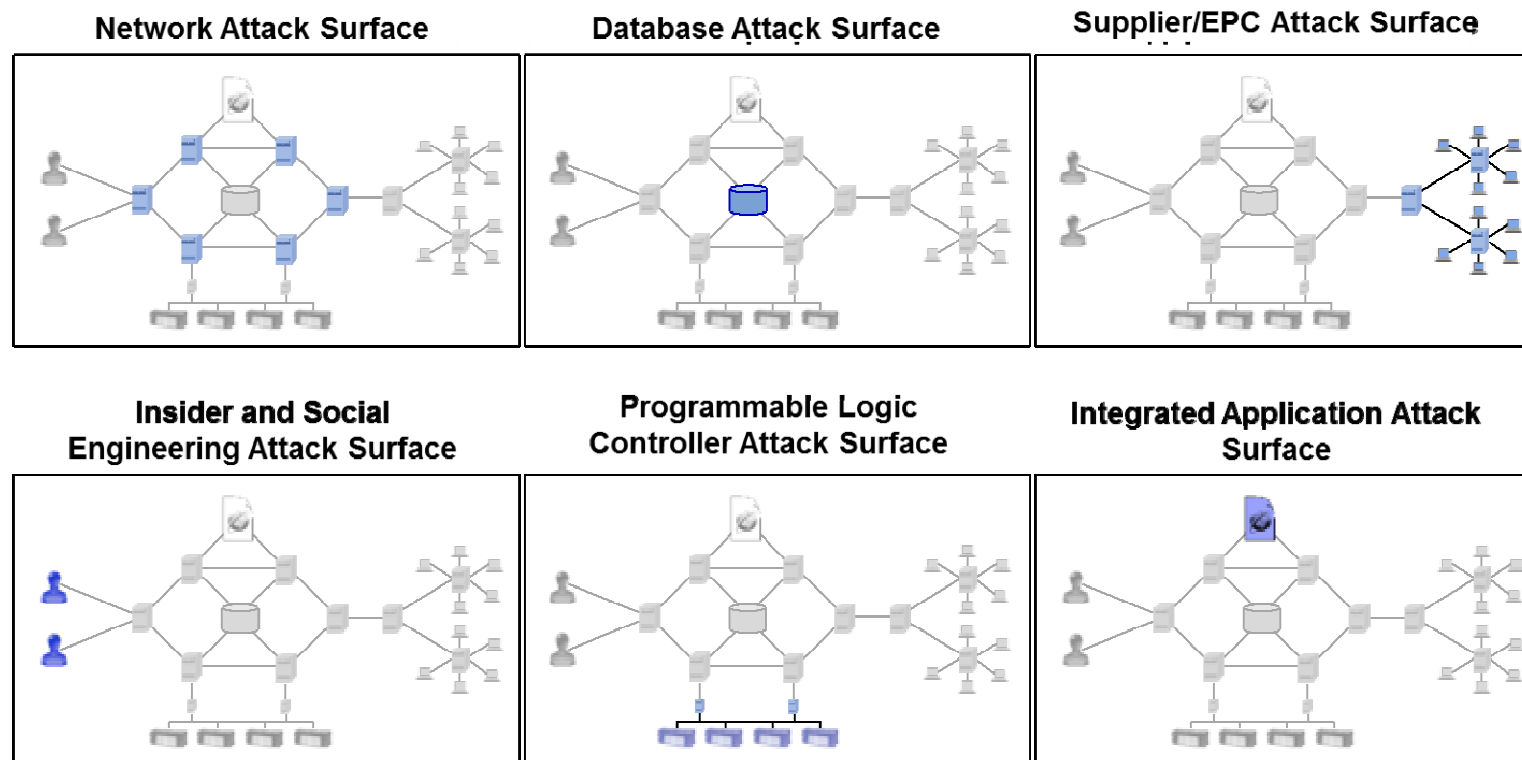 Network Attack Surface
Database Attack Surface
Supplier/EPC Attack Surface
Insider and Social
Engineering Attack Surface
Programmable Logic
Controller Attack Surface
Integrated Application Attack
Surface